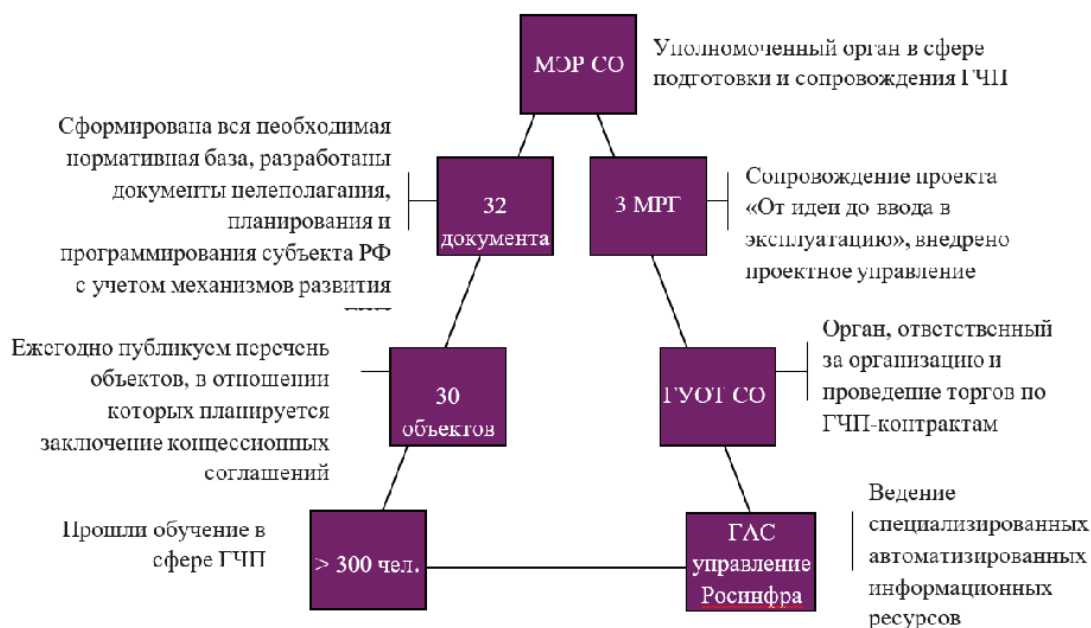 МЭР СО
Уполномоченный орган в сфере
подготовки и сопровождения ГЧП
Сформирована вся необходимая
нормативная база, разработаны
документы целеполагания,
планирования и
программирования субъекта РФ
с учетом механизмов развития
32
документа
3 МРГ
Сопровождение проекта
«От идеи до ввода в
эксплуатацию», внедрено
проектное управление
Ежегодно публикуем перечень
объектов, в отношении
которых планируется
заключение концессионных
соглашений
30
объектов
ГУОТ СО
Орган, ответственный
за организацию и
проведение торгов по
ГЧП-контрактам
Прошли обучение в
сфере ГЧП
> 300 чел.
ГАС
управление
Росинфра
Ведение
специализированных
автоматизированных
информационных
ресурсов